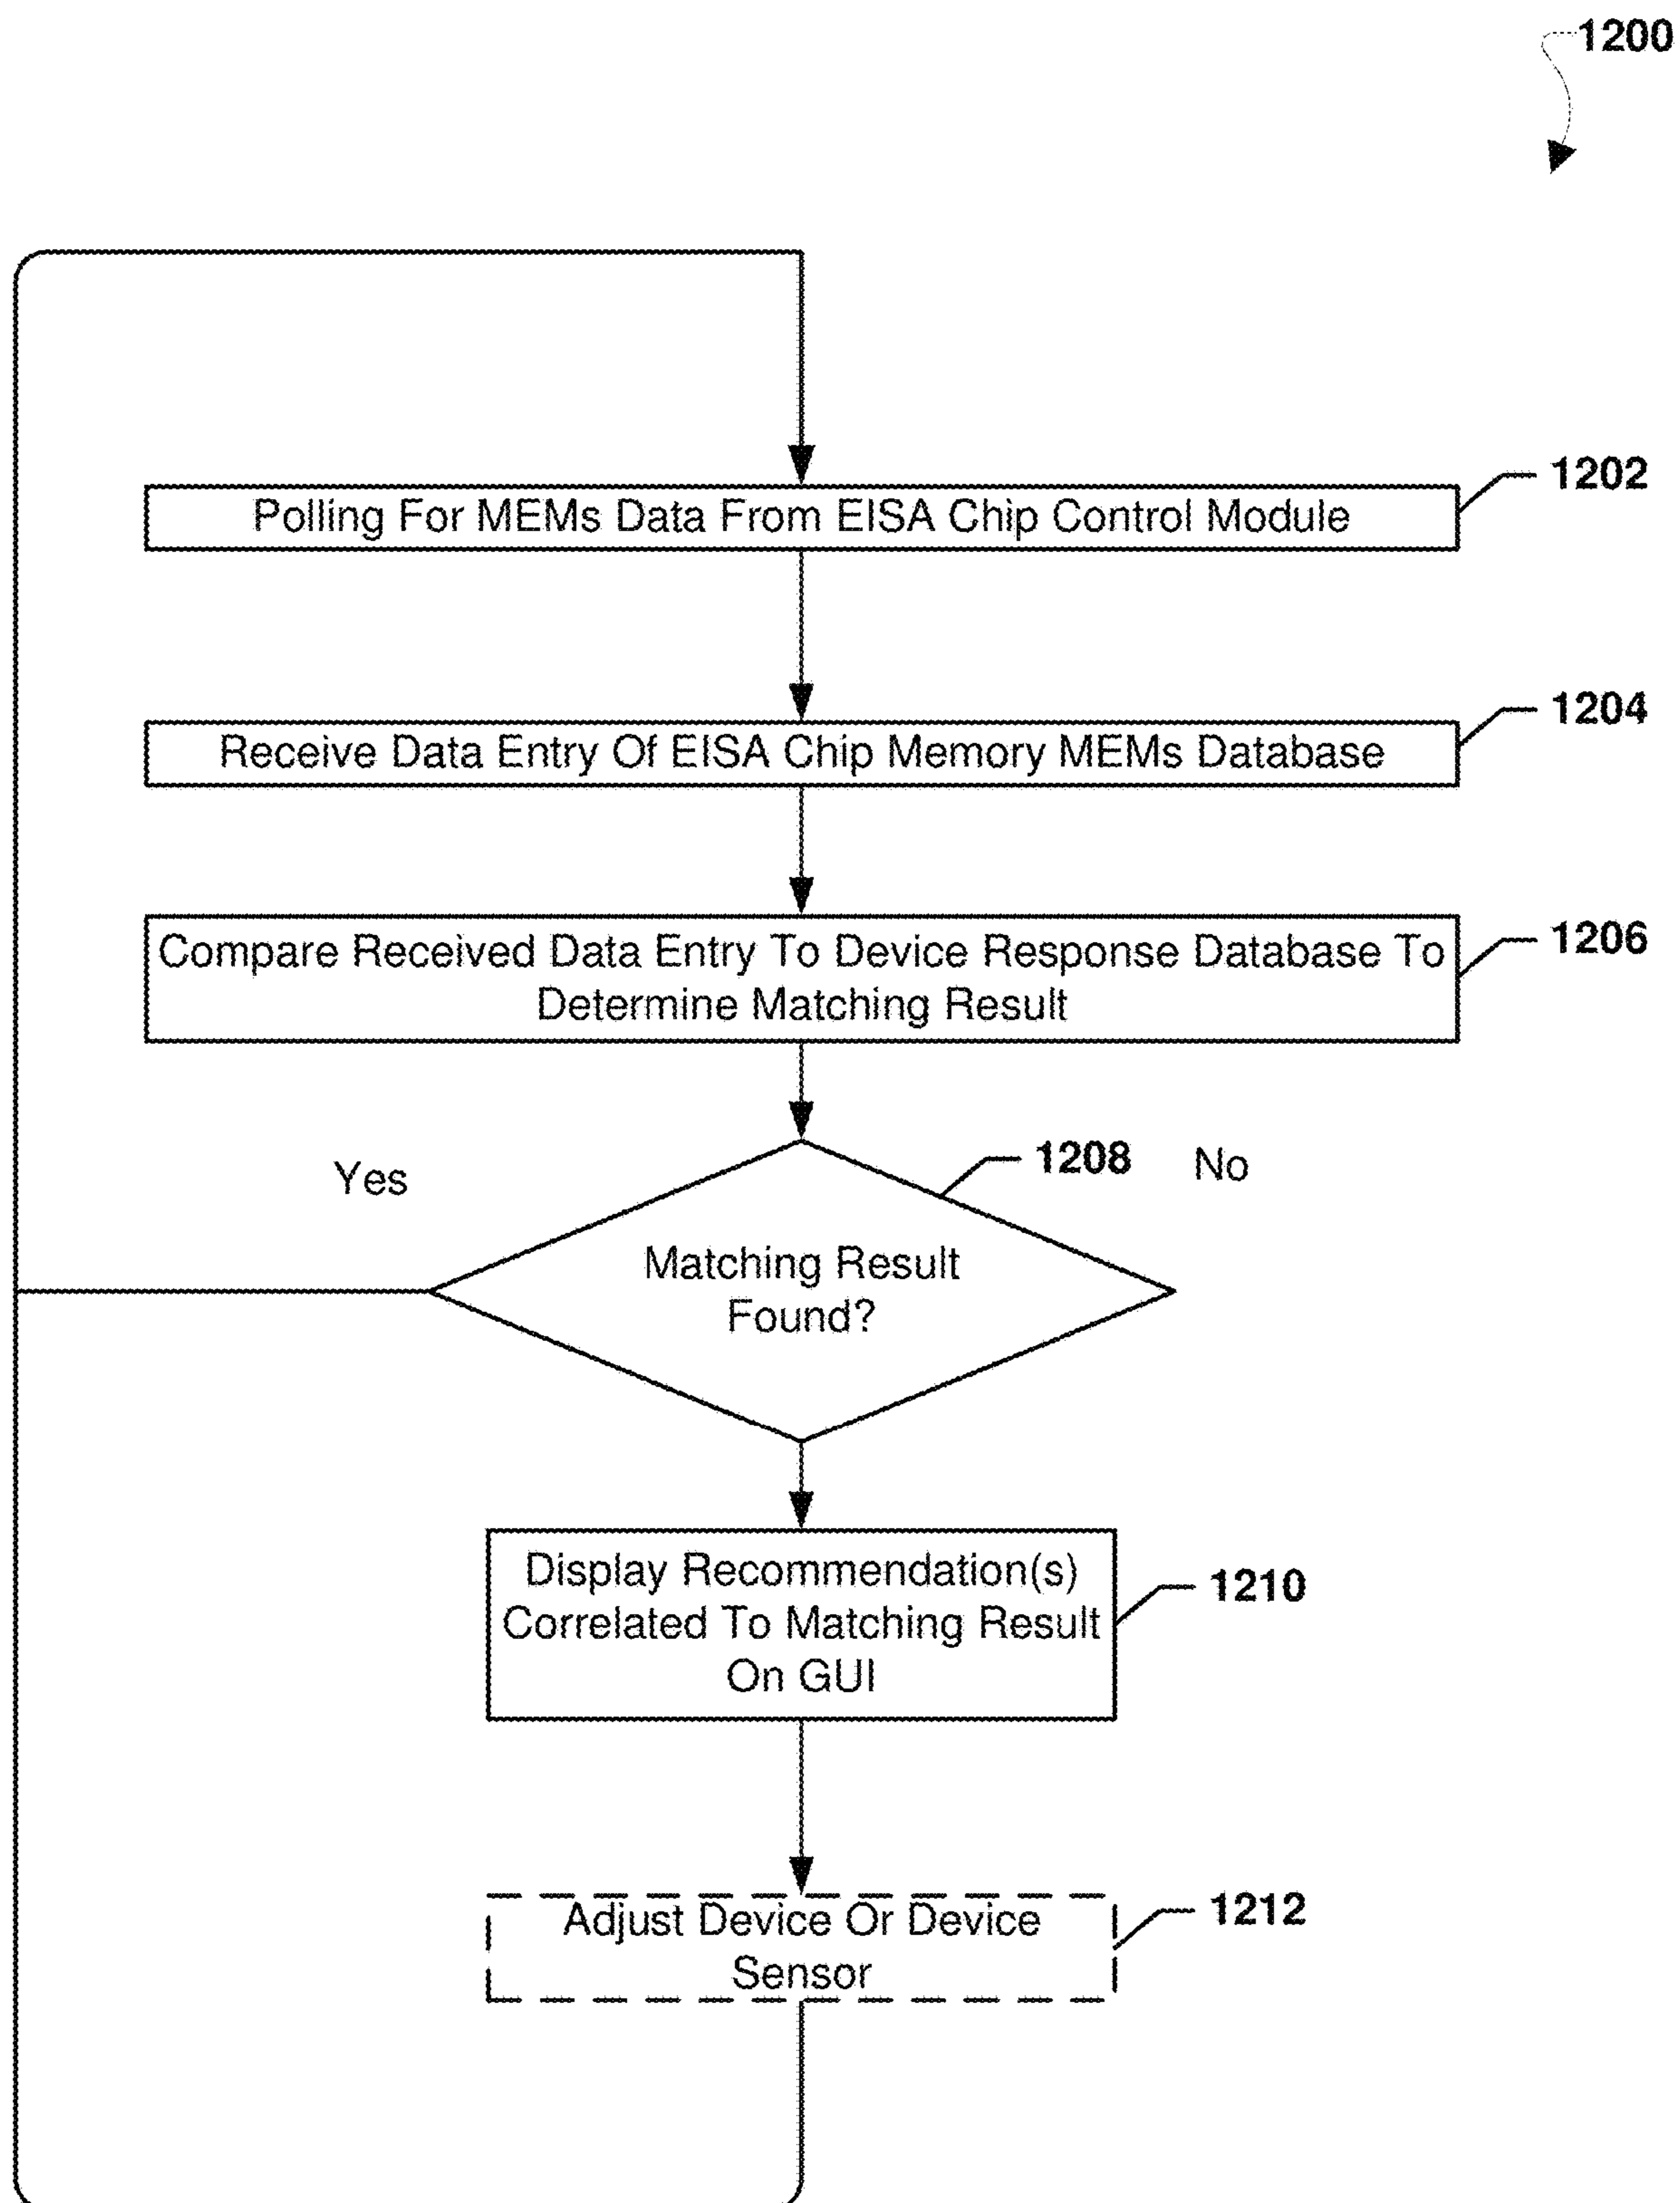 1200
Polling For MEMs Data From EISA Chip Control Module
1202
Receive Data Entry Of EISA Chip Memory MEMs Database
1204
Compare Received Data Entry To Device Response Database To
Determine Matching Result
1206
Yes
1208
No
Matching Result
Found?
Display Recommendation(s)
Correlated To Matching Result
On GUI
1210
Adjust Device Or Device
Sensor
1212